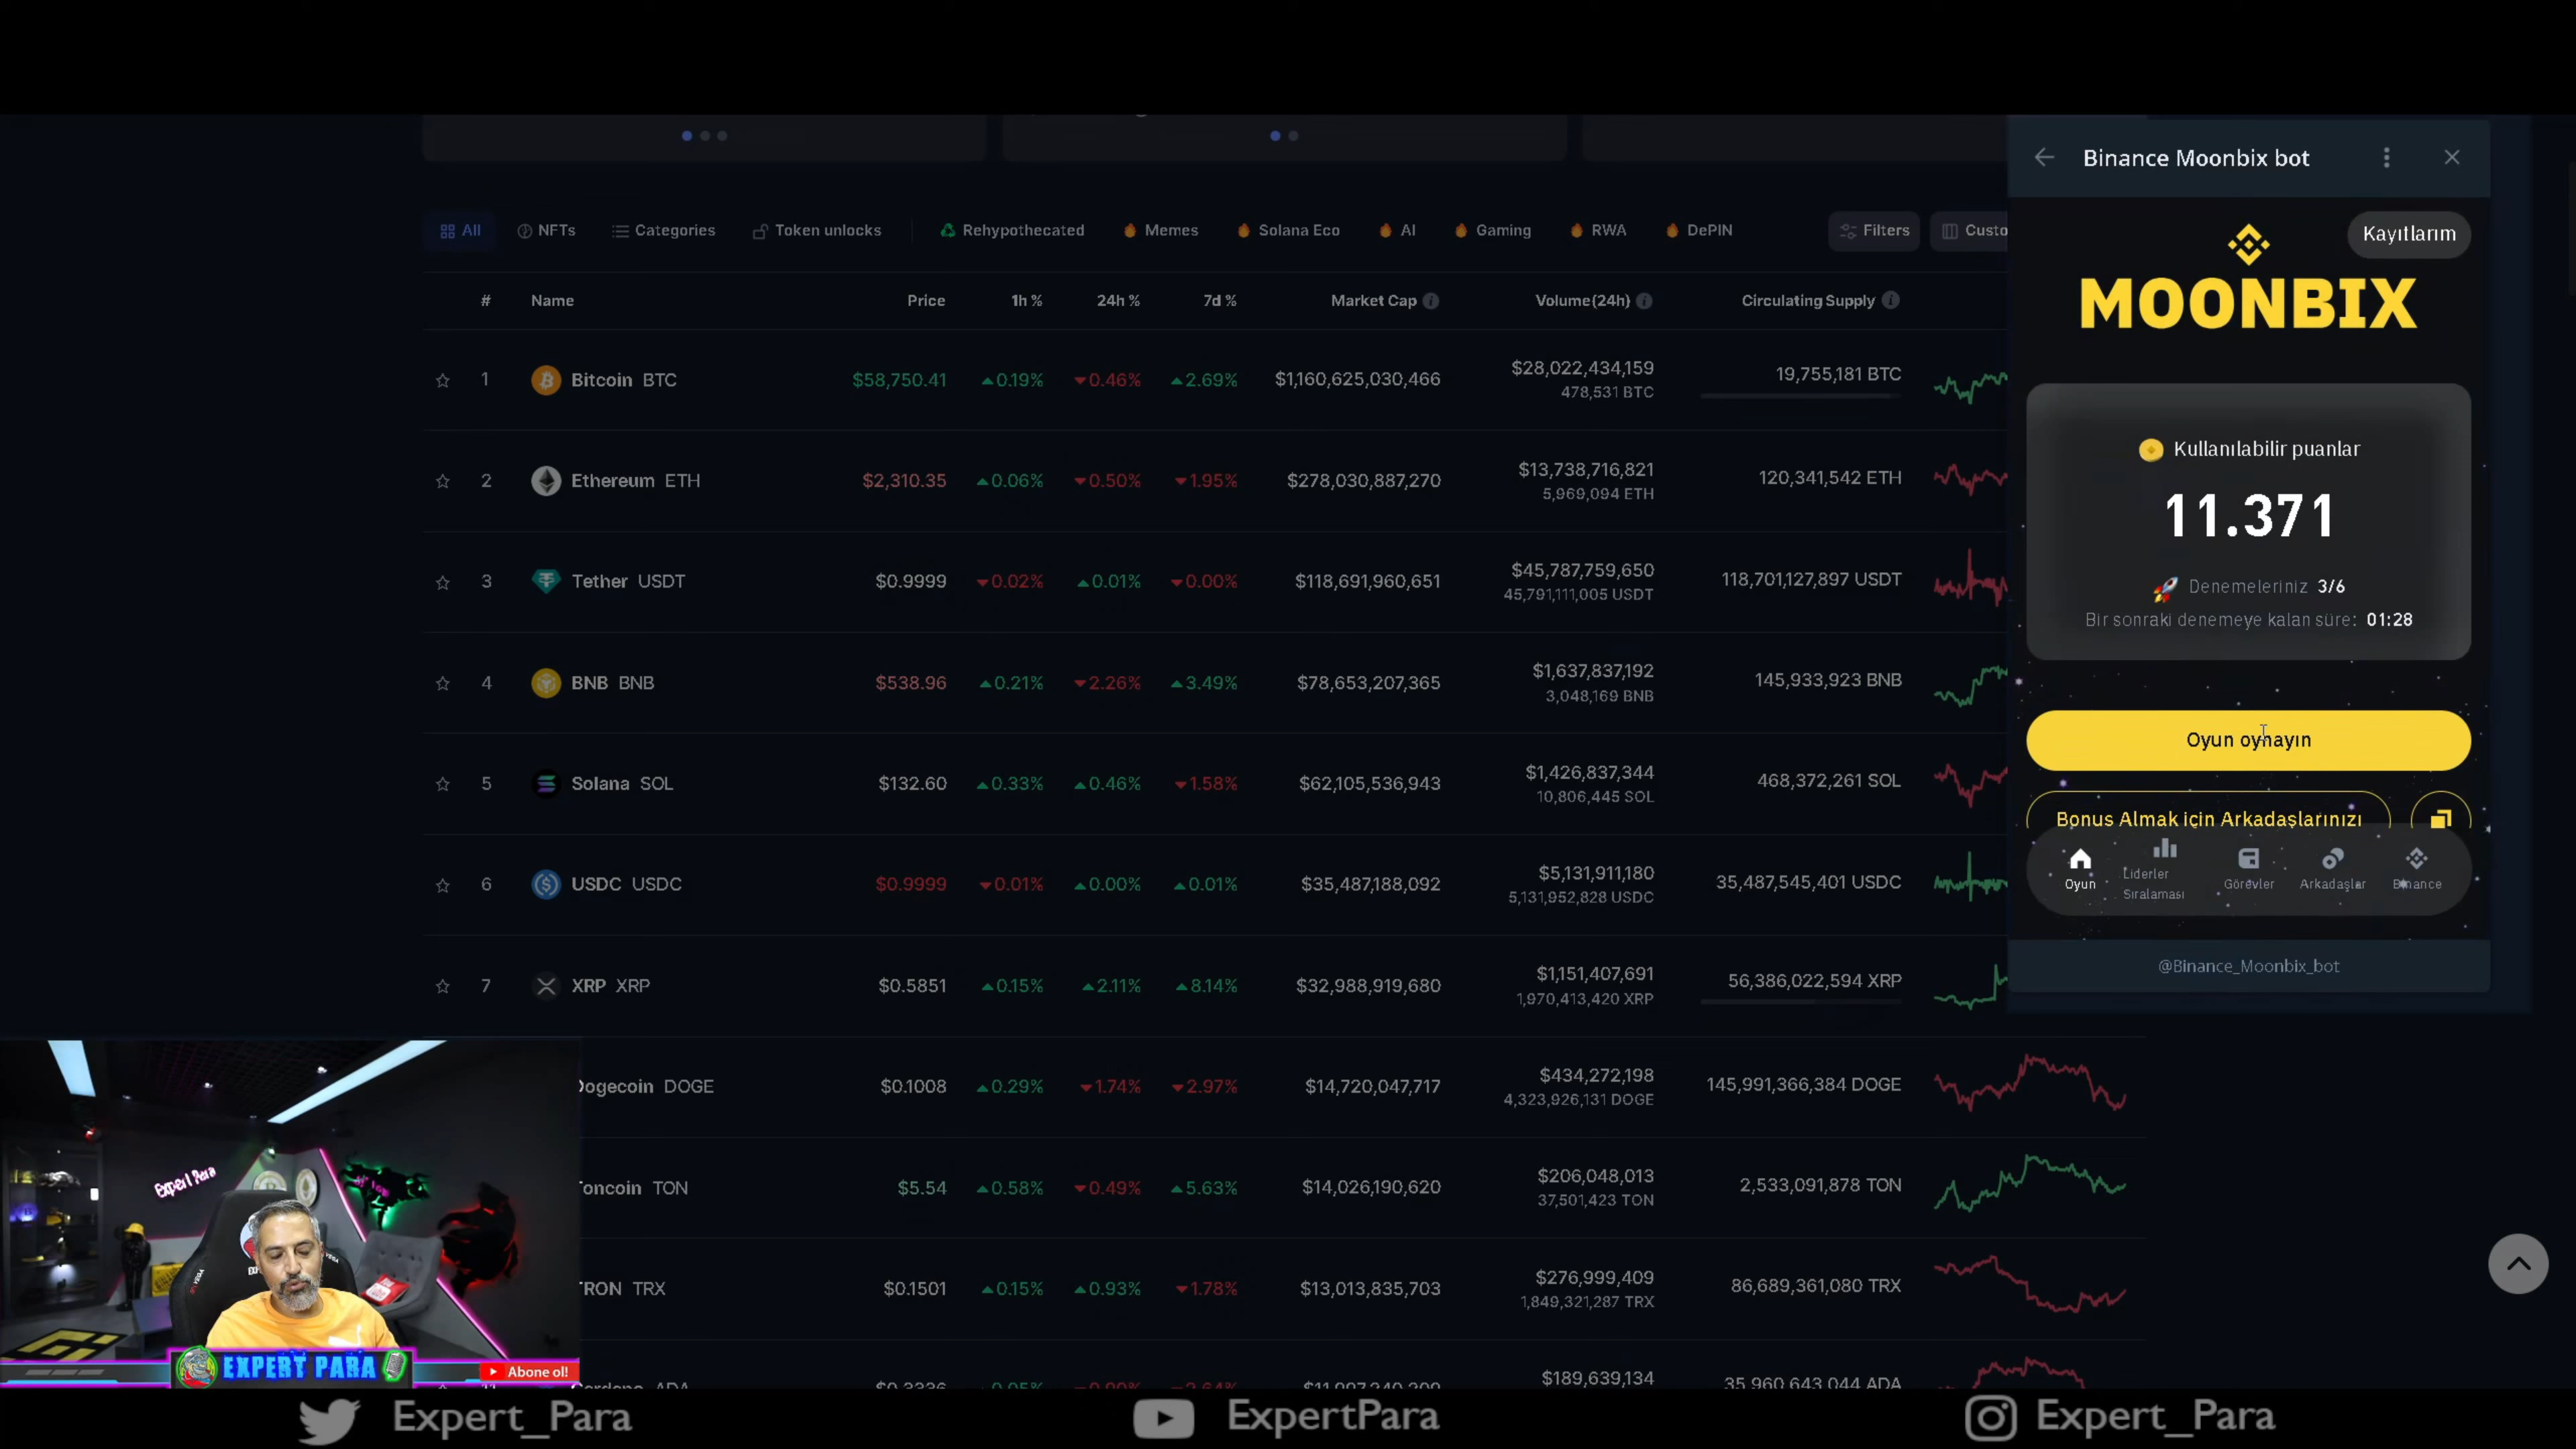 All NFTs Categories Token unlocks Rehypothecated Memes Solana Eco AI Gaming RWA DePIN Filters Custo
# Name Price 1h % 24h % 7d % Market Cap Volume(24h) Circulating Supply
1 Bitcoin BTC $58,750.41 0.19% 0.46% 2.69% $1,160,625,030,466 $28,022,434,159 19,755,181 BTC
478,531 BTC
2 Ethereum ETH $2,310.35 0.06% 0.50% 1.95% $278,030,887,270 $13,738,716,821 120,341,542 ETH
5,969,094 ETH
3 Tether USDT $0.9999 0.02% 0.01% 0.00% $118,691,960,651 $45,787,759,650 118,701,127,897 USDT
45,791,111,005 USDT
4 BNB BNB $538.96 0.21% 2.26% 3.49% $78,653,207,365 $1,637,837,192 145,933,923 BNB
3,048,169 BNB
5 Solana SOL $132.60 0.33% 0.46% 1.58% $62,105,536,943 $1,426,837,344 468,372,261 SOL
10,806,445 SOL
6 USDC USDC $0.9999 0.01% 0.00% 0.01% $35,487,188,092 $5,131,911,180 35,487,545,401 USDC
5,131,952,828 USDC
7 XRP XRP $0.5851 0.15% 2.11% 8.14% $32,988,919,680 $1,151,407,691 56,386,022,594 XRP
1,970,413,420 XRP
Dogecoin DOGE $0.1008 0.29% 1.74% 2.97% $14,720,047,717 $434,272,198 145,991,366,384 DOGE
4,323,926,131 DOGE
Toncoin TON $5.54 0.58% 0.49% 5.63% $14,026,190,620 $206,048,013 2,533,091,878 TON
37,501,423 TON
TRON TRX $0.1501 0.15% 0.93% 1.78% $13,013,835,703 $276,999,409 86,689,361,080 TRX
1,849,321,287 TRX
Cardano ADA $189,639,134 35,960,643,044 ADA
Binance Moonbix bot
Kayıtlarım
MOONBIX
Kullanılabilir puanlar
11.371
Denemeleriniz 3/6
Bir sonraki denemeye kalan süre: 01:28
Oyun oynayın
Bonus Almak için Arkadaşlarınızı
Oyun Liderler Sıralaması Görevler Arkadaşlar Binance
@Binance_Moonbix_bot
Expert Para
EXPERT PARA
Abone ol!
Expert_Para ExpertPara Expert_Para